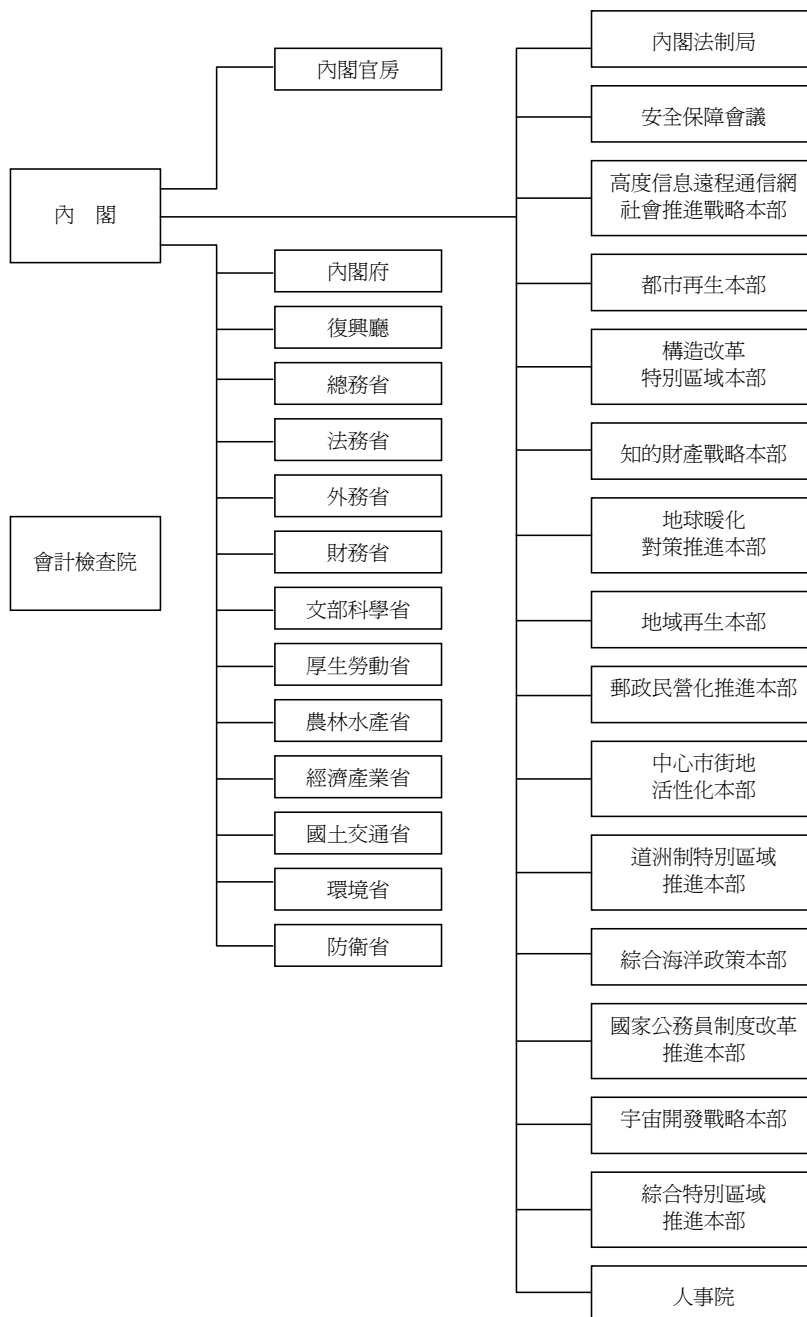 內閣官房
內閣
內閣府
復興廳
總務省
法務省
外務省
財務省
文部科學省
厚生勞動省
農林水產省
經濟產業省
國土交通省
環境省
防衛省
會計檢查院
內閣法制局
安全保障會議
高度信息遠程通信網
社會推進戰略本部
都市再生本部
構造改革
特別區域本部
知的財產戰略本部
地球暖化
對策推進本部
地域再生本部
郵政民營化推進本部
中心市街地
活性化本部
道洲制特別區域
推進本部
綜合海洋政策本部
國家公務員制度改革
推進本部
宇宙開發戰略本部
綜合特別區域
推進本部
人事院